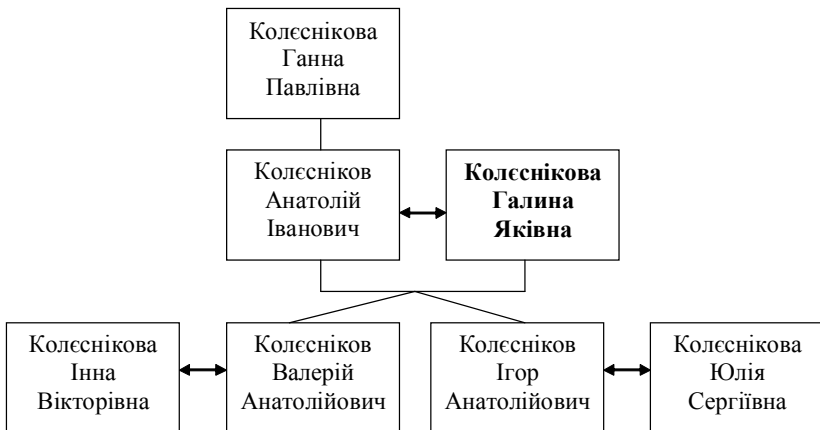 Колєснікова
Ганна
Павлівна
Колєсніков
Анатолій
Іванович
Колєснікова
Галина
Яківна
Колєснікова
Інна
Вікторівна
Колєсніков
Валерій
Анатолійович
Колєсніков
Ігор
Анатолійович
Колєснікова
Юлія
Сергіївна